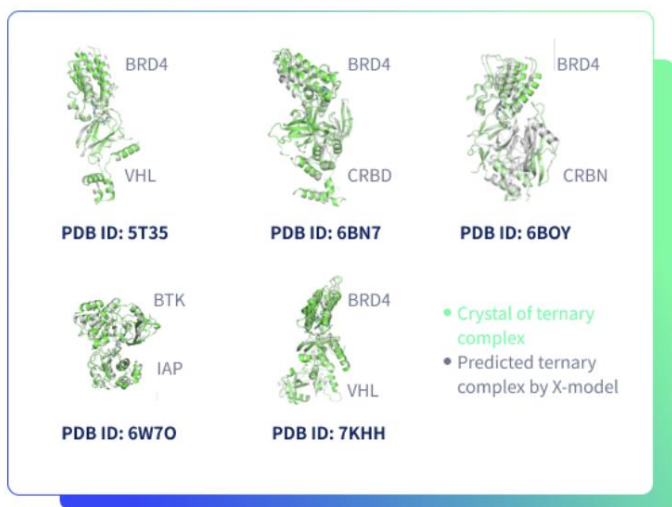 BRD4
VHL
PDB ID: 5T35
BRD4
CRBD
PDB ID: 6BN7
BRD4
CRBN
PDB ID: 6BOY
BTK
IAP
PDB ID: 6W7O
BRD4
VHL
PDB ID: 7KHH
Crystal of ternary
complex
Predicted ternary
complex by X-model